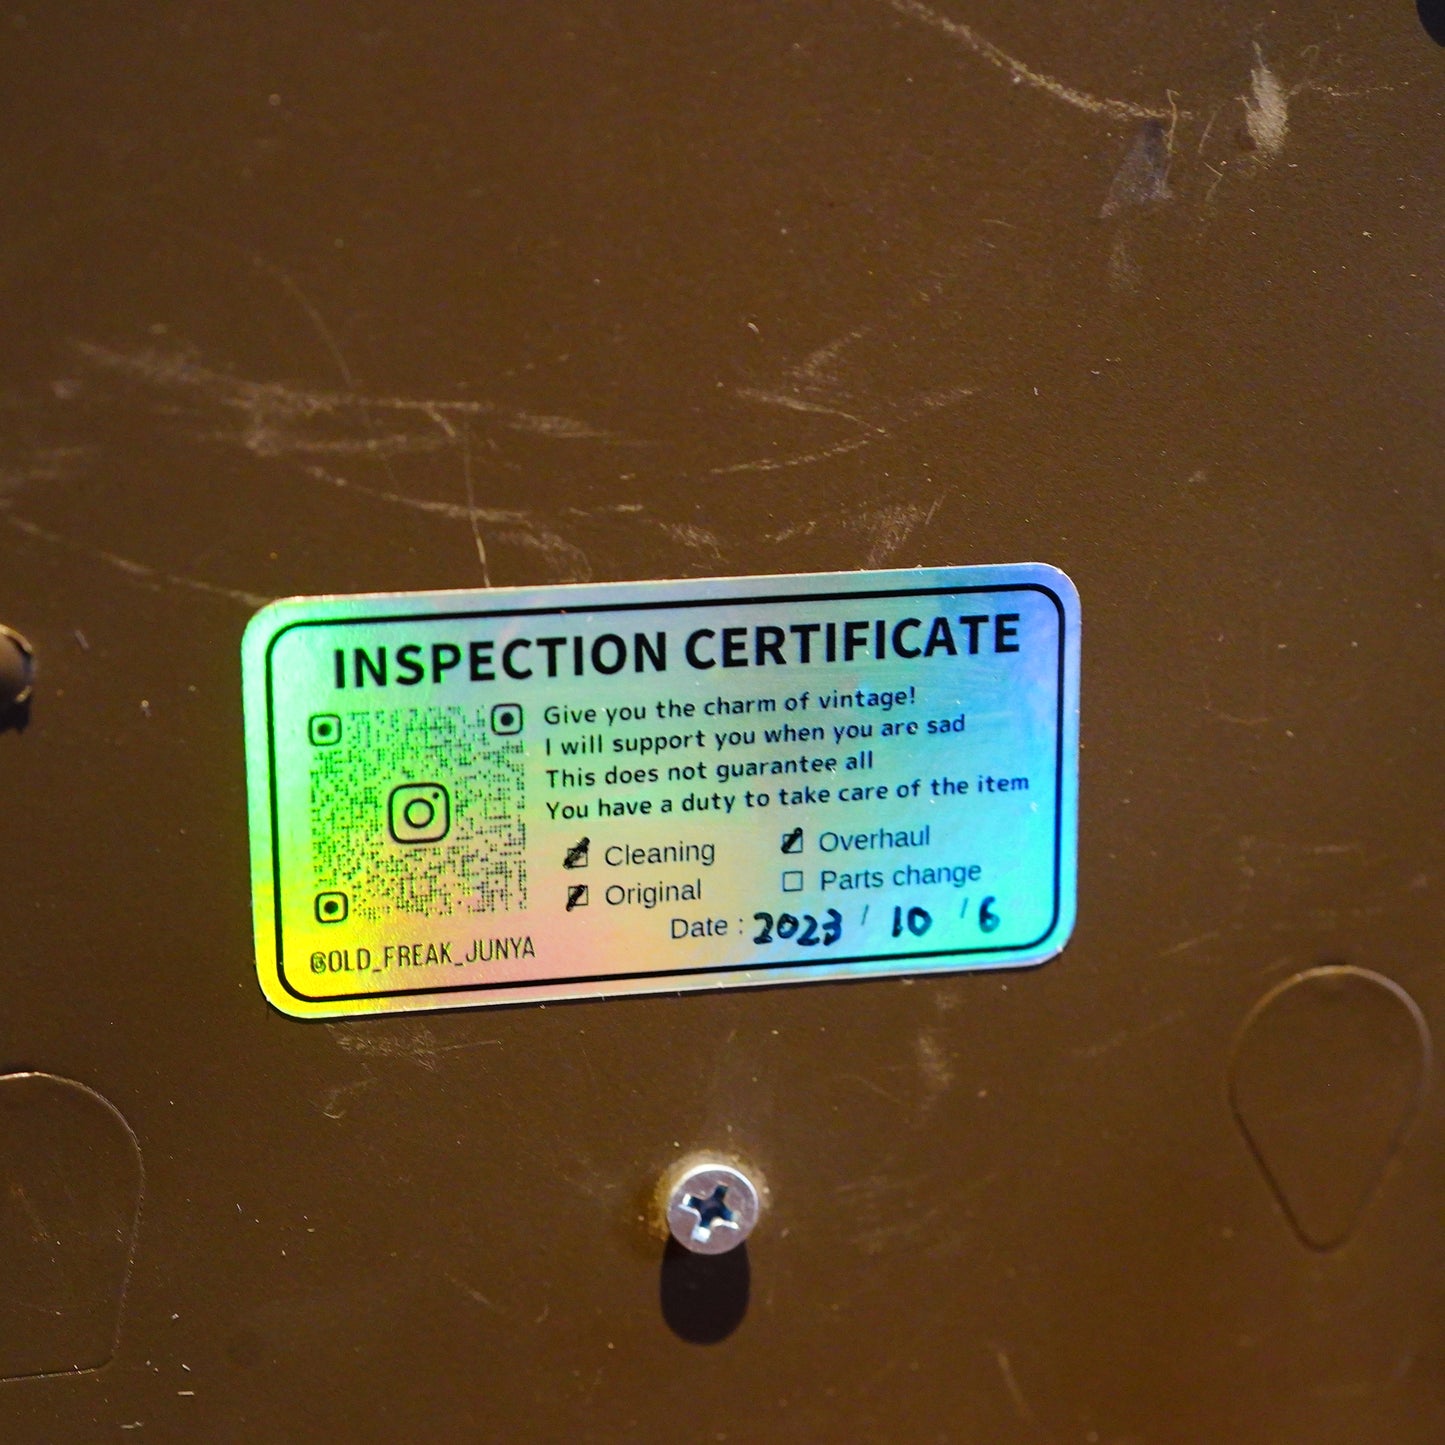 INSPECTION CERTIFICATE
Give you the charm of vintage!
I will support you when you are sad
This does not guarantee all
You have a duty to take care of the item
Cleaning
Overhaul
Original
Parts change
Date : 2023 / 10 / 6
@OLD_FREAK_JUNYA